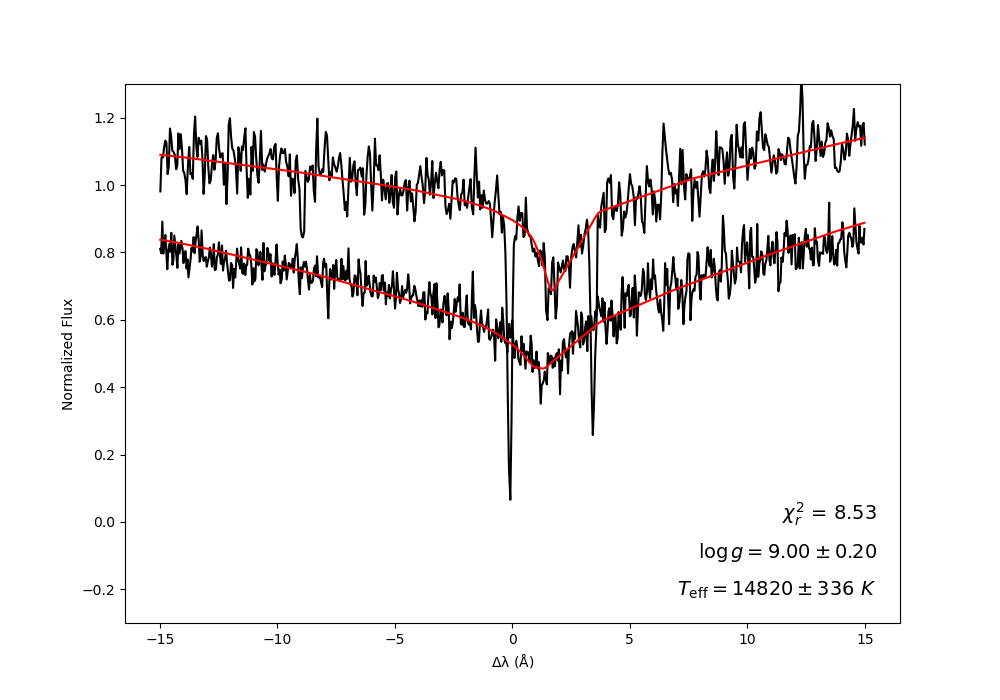 Normalized Flux
1.2
1.0
0.8
0.6
0.4
0.2
0.0
−0.2
χ²ᵣ = 8.53
log g = 9.00 ± 0.20
T_eff = 14820 ± 336 K
−15 −10 −5 0 5 10 15
Δλ (Å)